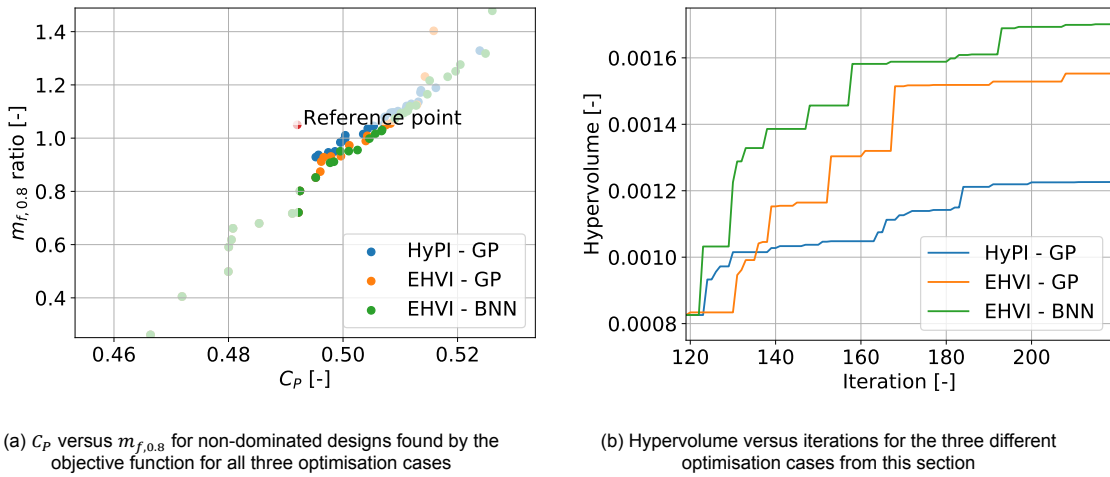 1.4
1.2
1.0
0.8
0.6
0.4
m_{f, 0.8} ratio [-]
Reference point
HyPI - GP
EHVI - GP
EHVI - BNN
0.46 0.48 0.50 0.52
C_P [-]
(a) C_P versus m_{f,0.8} for non-dominated designs found by the
objective function for all three optimisation cases
0.0016
0.0014
0.0012
0.0010
0.0008
Hypervolume [-]
HyPI - GP
EHVI - GP
EHVI - BNN
120 140 160 180 200
Iteration [-]
(b) Hypervolume versus iterations for the three different
optimisation cases from this section